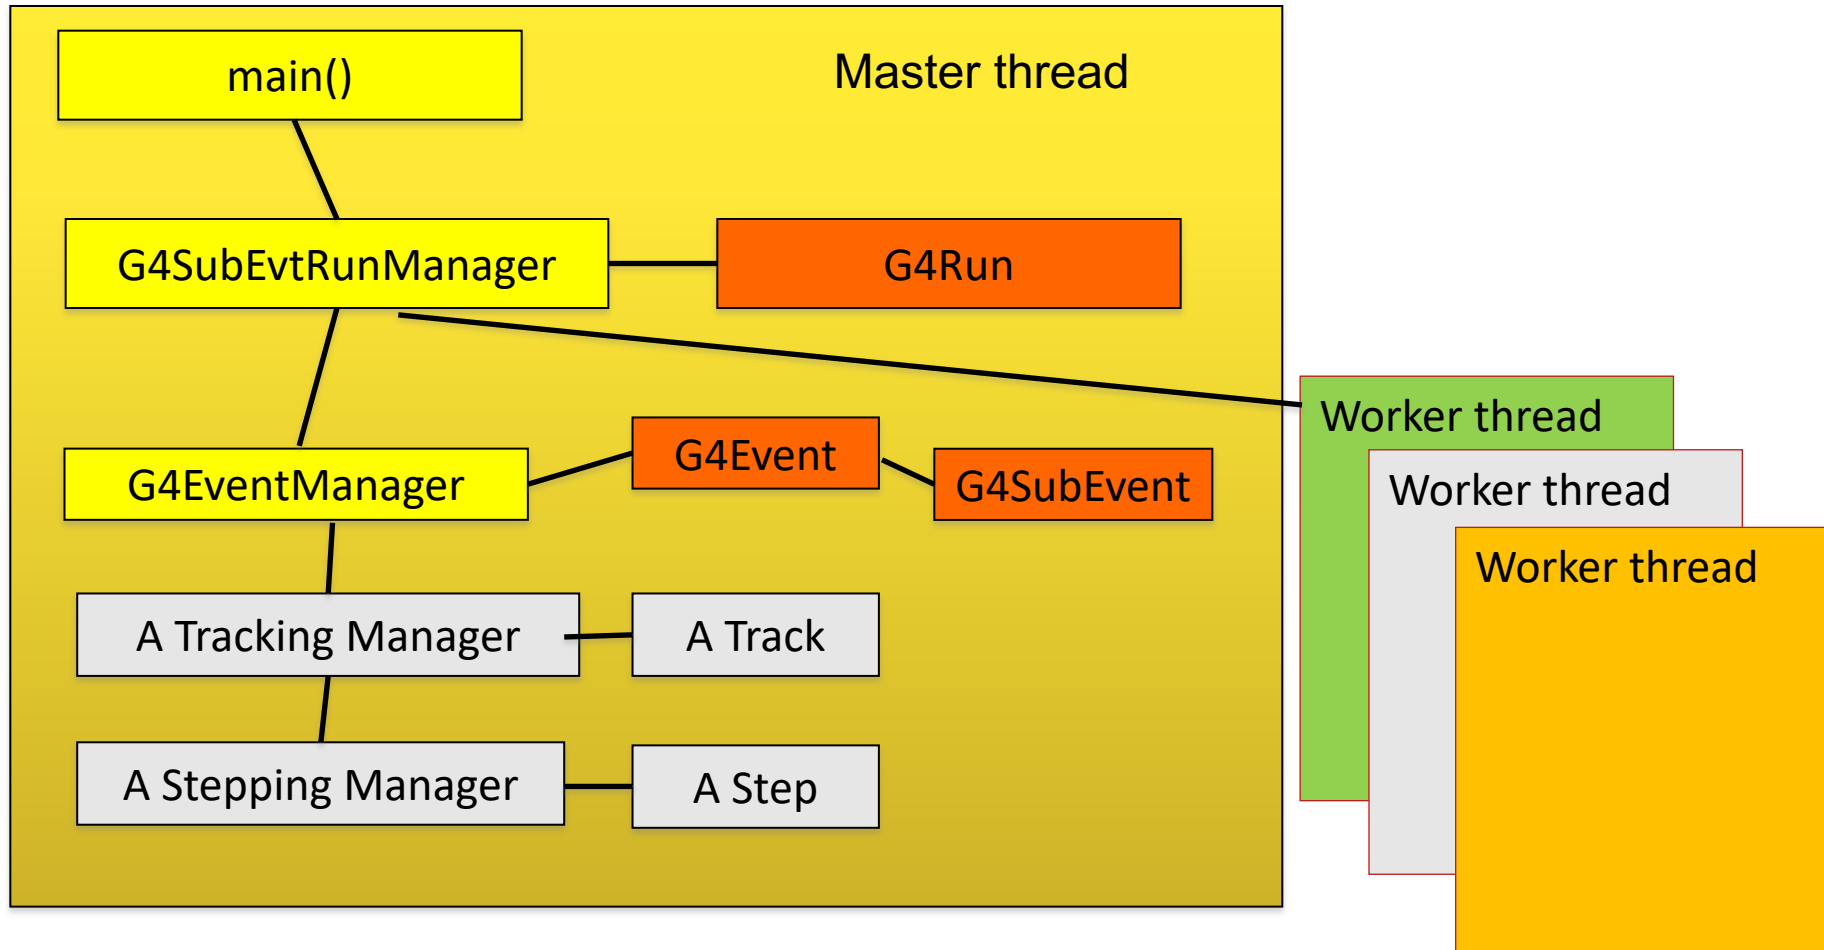 main()
Master thread
G4SubEvtRunManager
G4Run
Worker thread
G4Event
G4EventManager
G4SubEvent
Worker thread
Worker thread
A Tracking Manager
A Track
A Stepping Manager
A Step